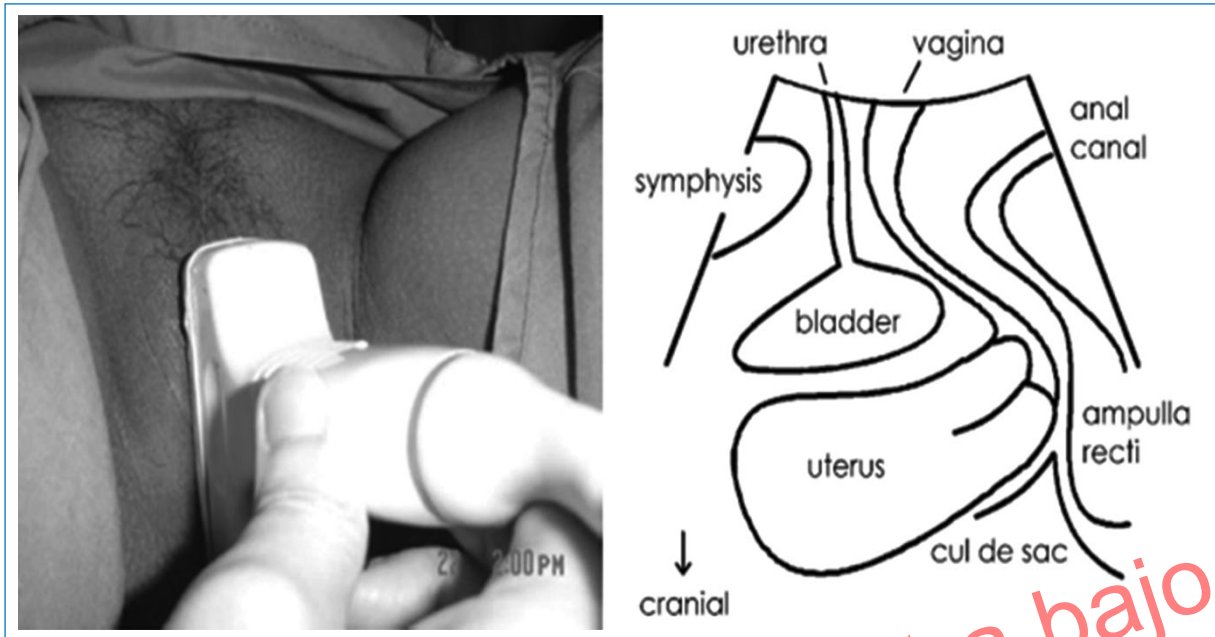 urethra
vagina
anal
canal
symphysis
bladder
ampulla
recti
uterus
cul de sac
cranial
2:00PM
bajo